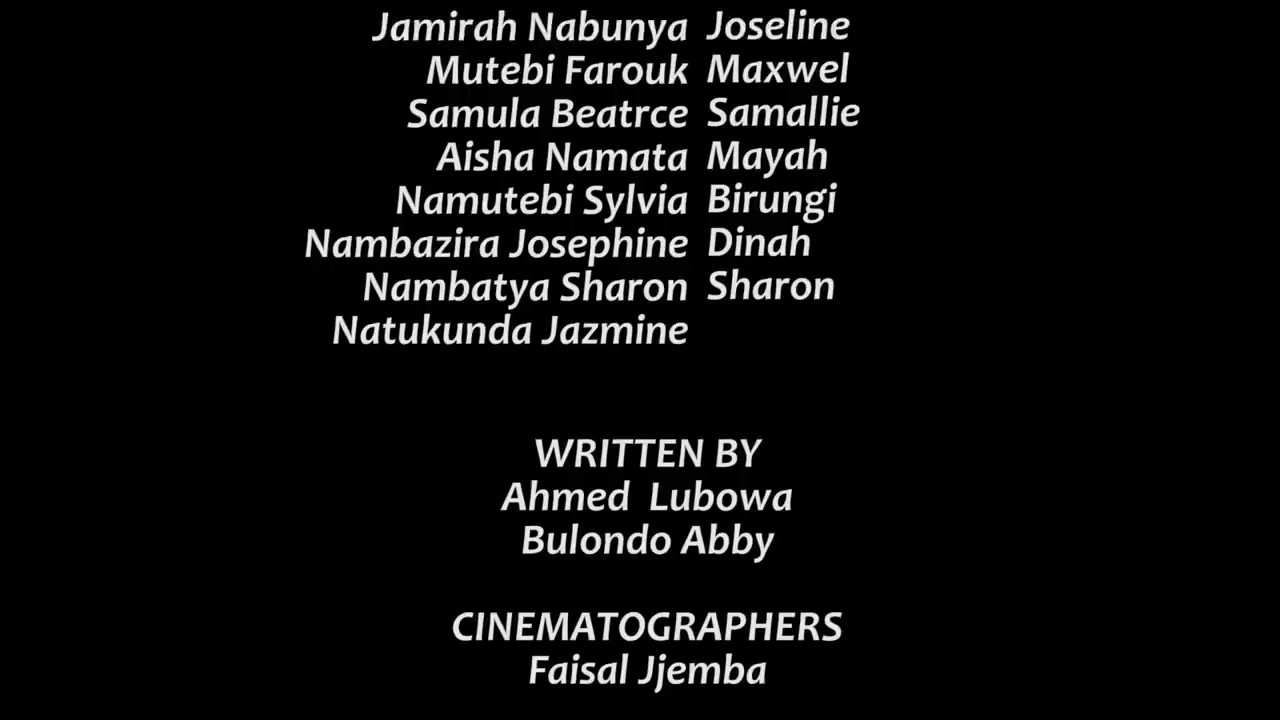 Jamirah Nabunya Joseline
Mutebi Farouk Maxwel
Samula Beatrce Samallie
Aisha Namata Mayah
Namutebi Sylvia Birungi
Nambazira Josephine Dinah
Nambatya Sharon Sharon
Natukunda Jazmine
WRITTEN BY
Ahmed Lubowa
Bulondo Abby
CINEMATOGRAPHERS
Faisal Jjemba